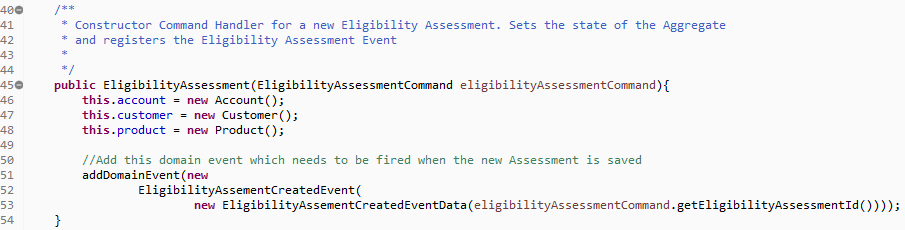 40 /**
41 * Constructor Command Handler for a new Eligibility Assessment. Sets the state of the Aggregate
42 * and registers the Eligibility Assessment Event
43 *
44 */
45 public EligibilityAssessment(EligibilityAssessmentCommand eligibilityAssessmentCommand){
46 this.account = new Account();
47 this.customer = new Customer();
48 this.product = new Product();
49
50 //Add this domain event which needs to be fired when the new Assessment is saved
51 addDomainEvent(new
52 EligibilityAssementCreatedEvent(
53 new EligibilityAssementCreatedEventData(eligibilityAssessmentCommand.getEligibilityAssessmentId())));
54 }